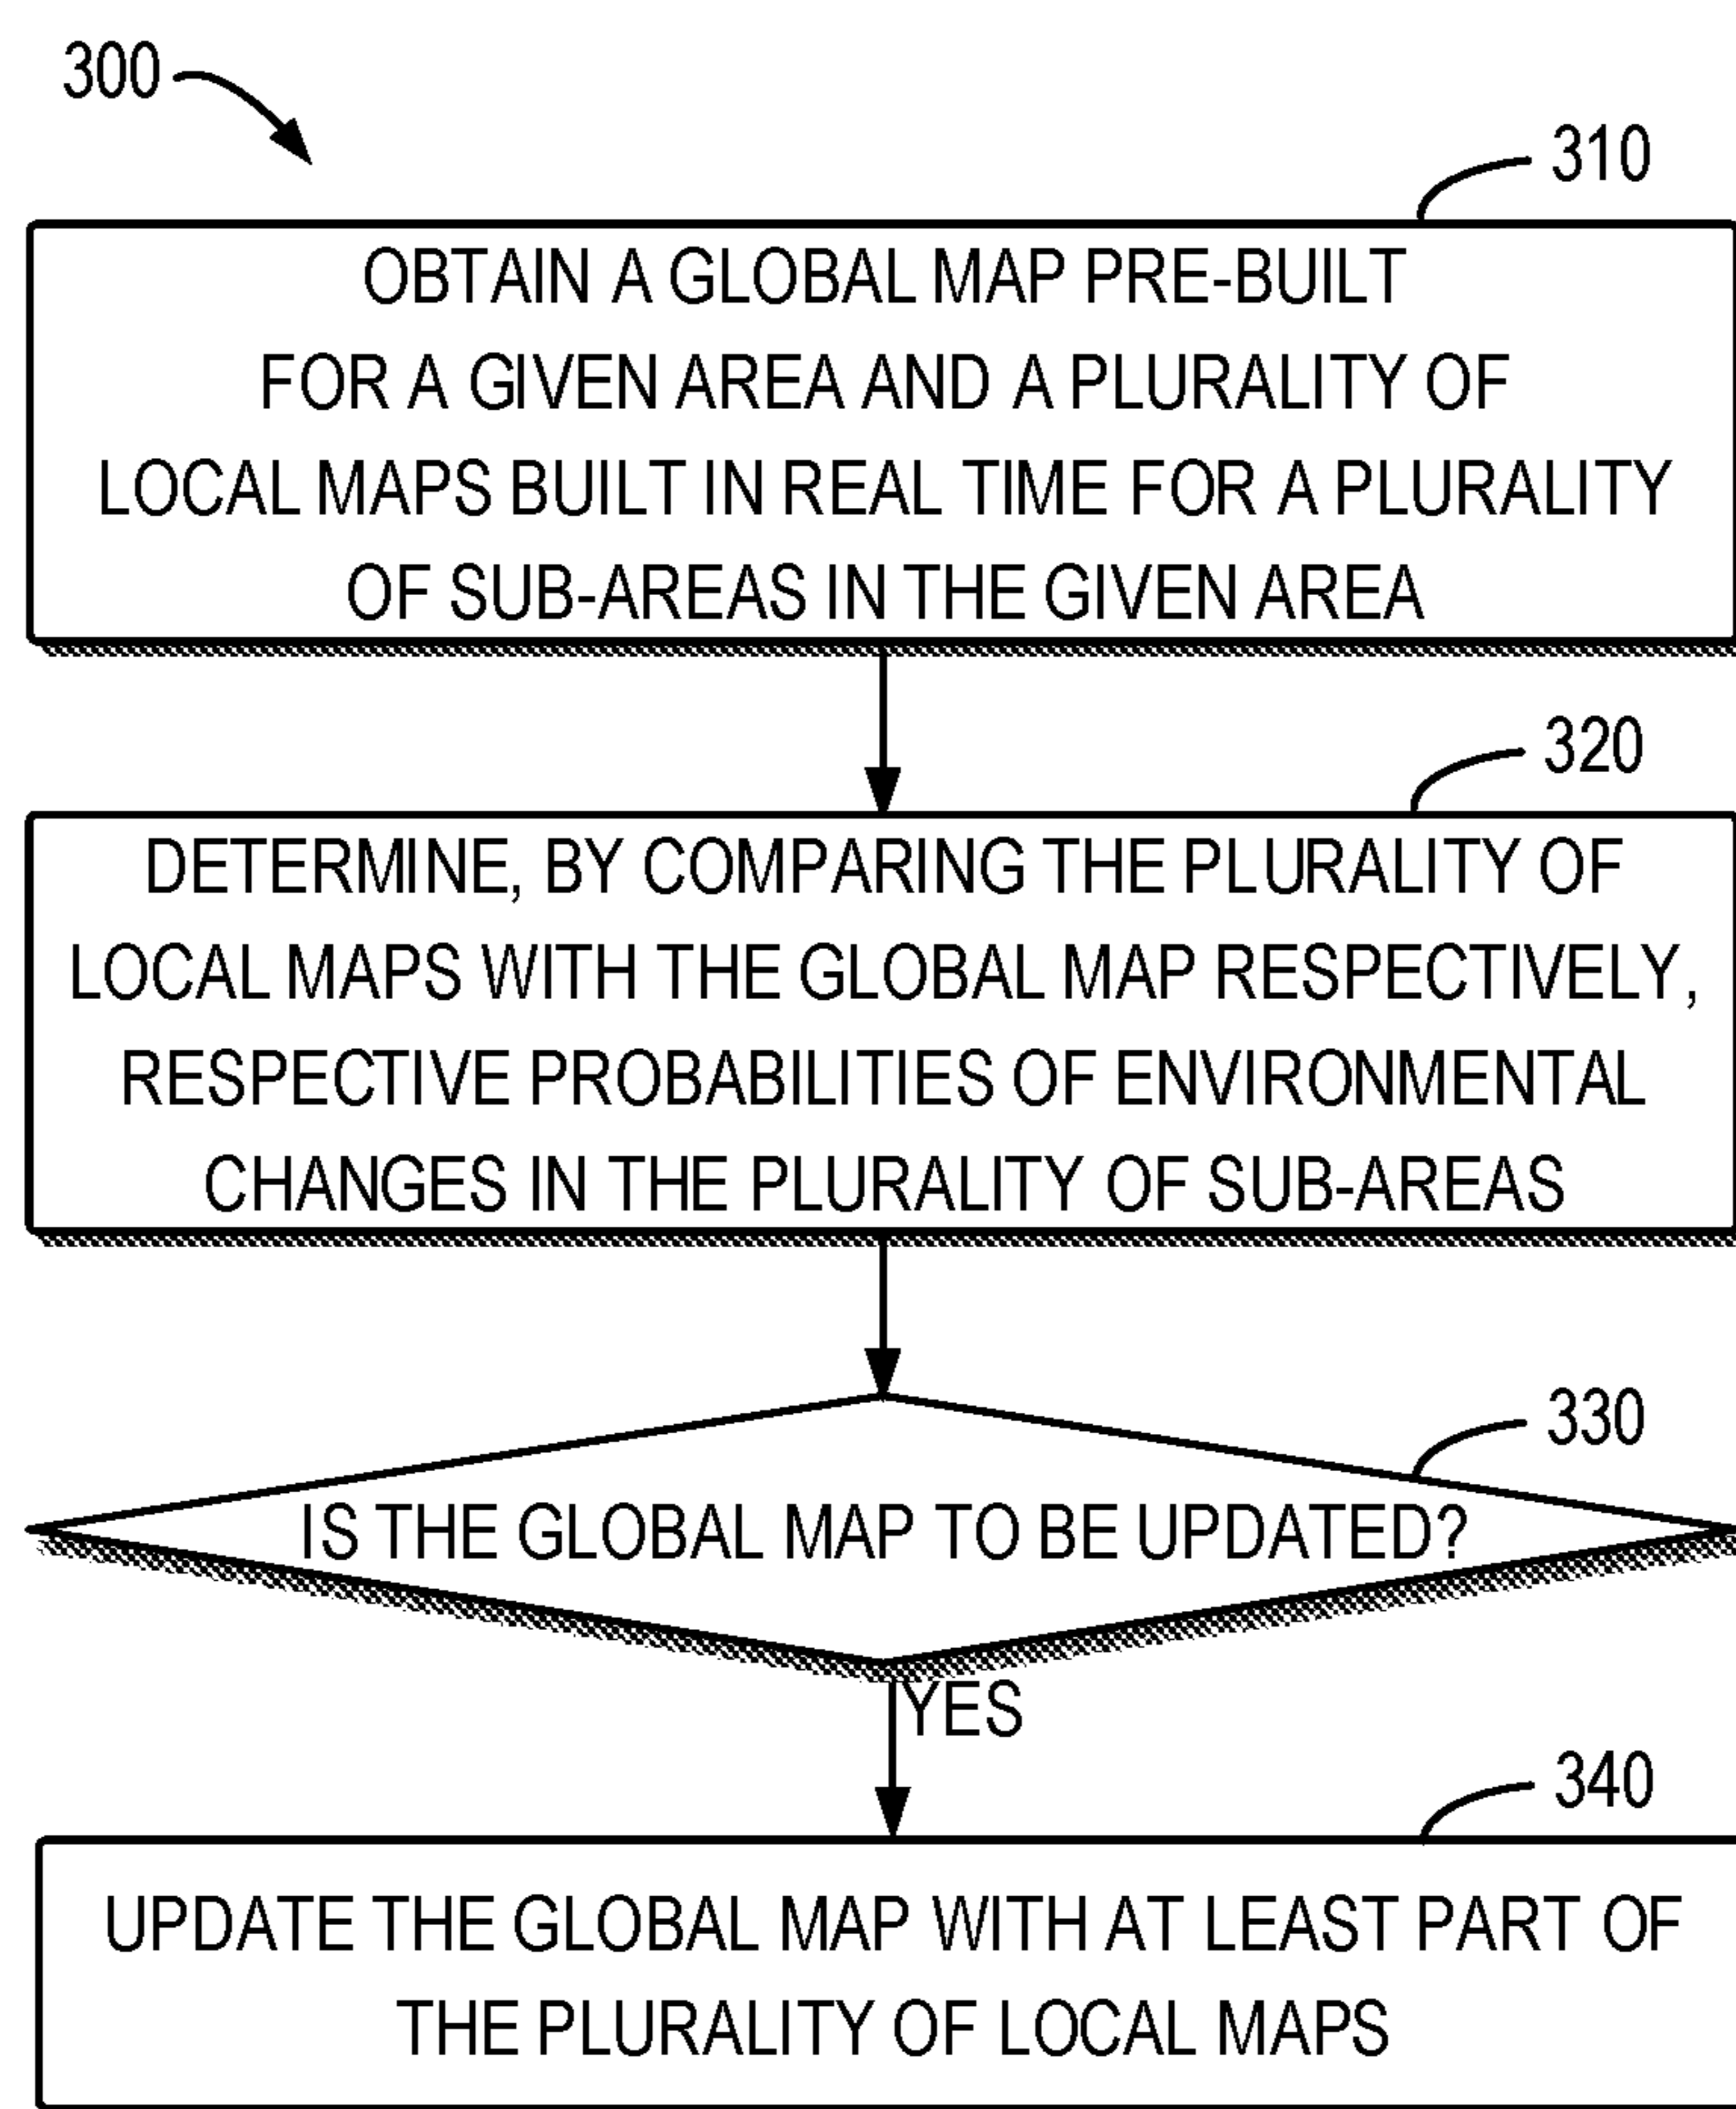 300
310
OBTAIN A GLOBAL MAP PRE-BUILT
FOR A GIVEN AREA AND A PLURALITY OF
LOCAL MAPS BUILT IN REAL TIME FOR A PLURALITY
OF SUB-AREAS IN THE GIVEN AREA
320
DETERMINE, BY COMPARING THE PLURALITY OF
LOCAL MAPS WITH THE GLOBAL MAP RESPECTIVELY,
RESPECTIVE PROBABILITIES OF ENVIRONMENTAL
CHANGES IN THE PLURALITY OF SUB-AREAS
330
IS THE GLOBAL MAP TO BE UPDATED?
YES
340
UPDATE THE GLOBAL MAP WITH AT LEAST PART OF
THE PLURALITY OF LOCAL MAPS